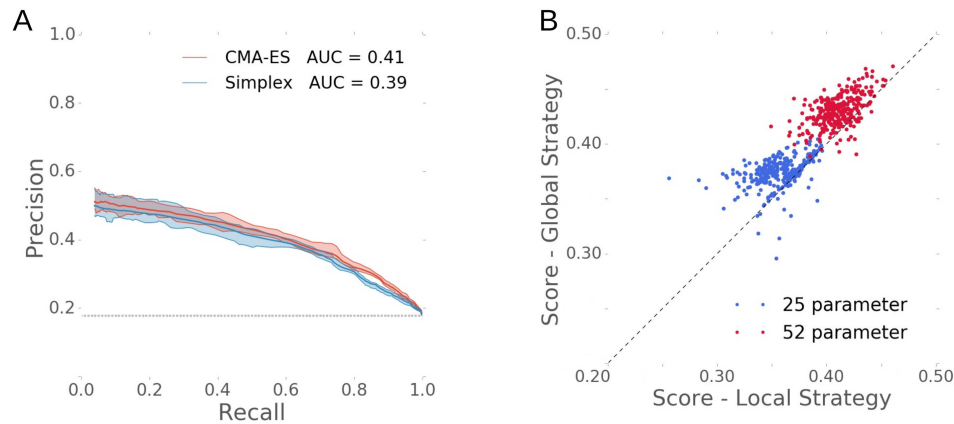 A
1.0
0.8
0.6
0.4
0.2
0.0 0.2 0.4 0.6 0.8 1.0
Precision
Recall
CMA-ES AUC = 0.41
Simplex AUC = 0.39
B
0.50
0.40
0.30
0.20 0.30 0.40 0.50
Score - Global Strategy
Score - Local Strategy
25 parameter
52 parameter